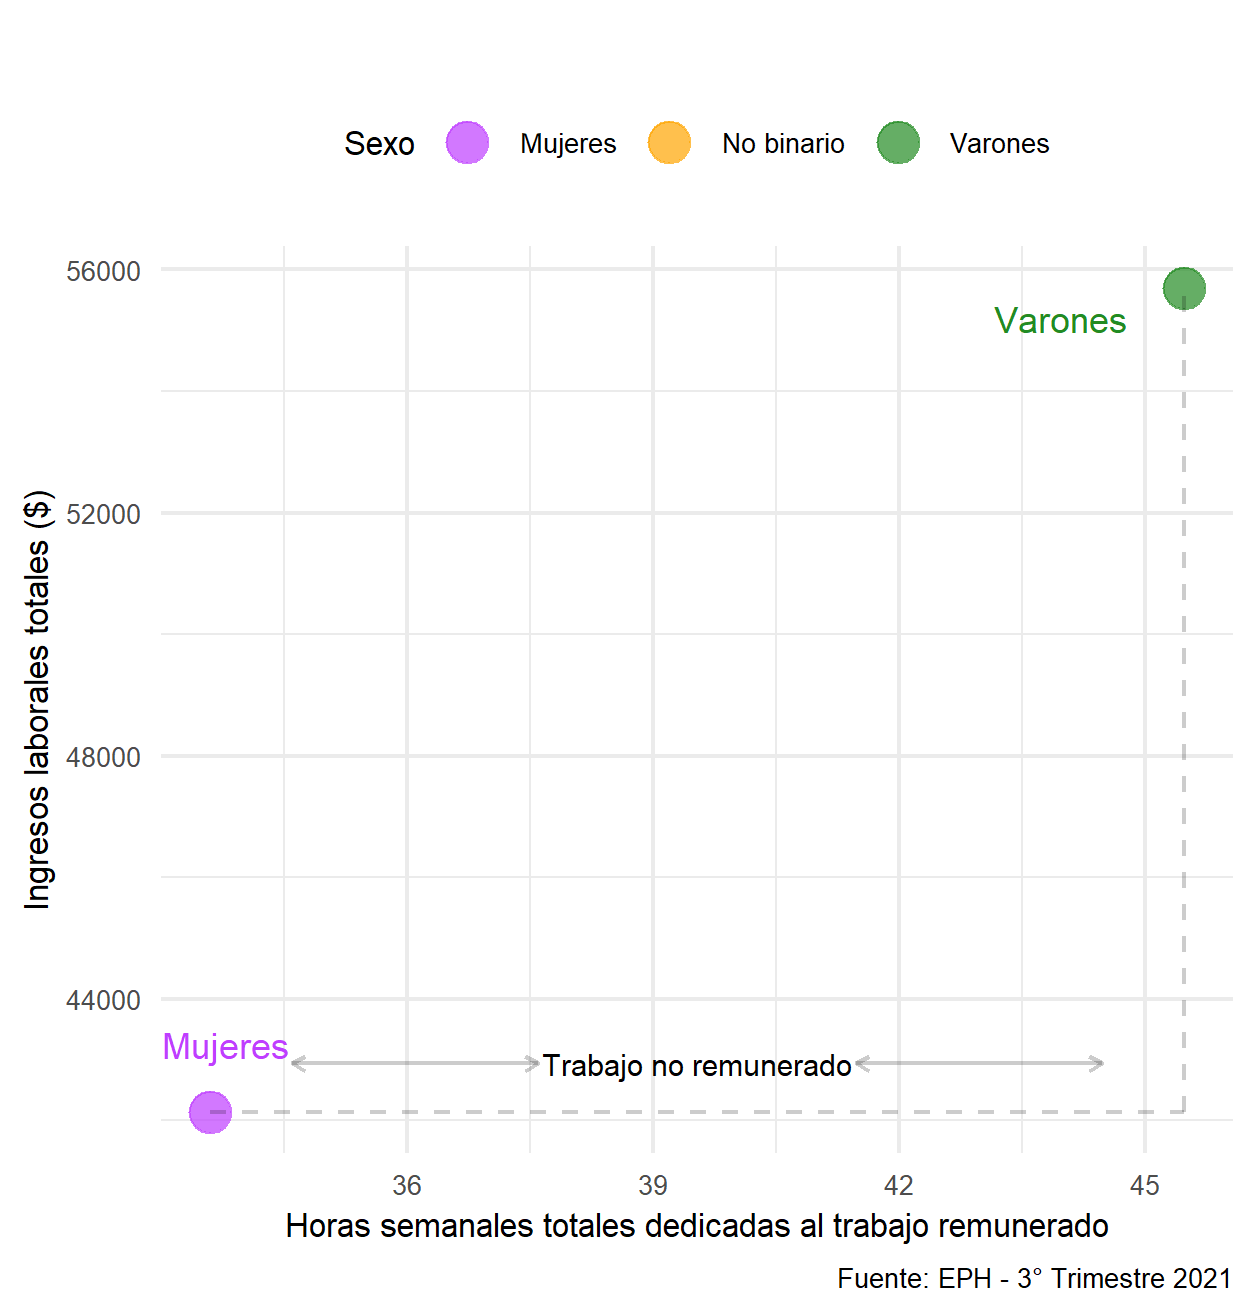 Sexo Mujeres No binario Varones
56000
Varones
52000
Ingresos laborales totales ($)
48000
44000
Mujeres
Trabajo no remunerado
36 39 42 45
Horas semanales totales dedicadas al trabajo remunerado
Fuente: EPH - 3° Trimestre 2021